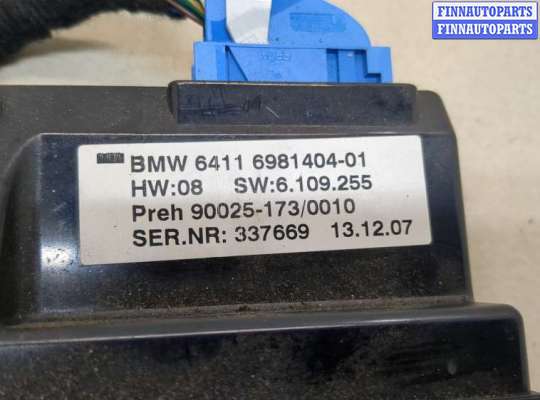 FINNAUTOPARTS
FINNAUTOPARTS
BMW 6411 6981404-01
HW:08 SW:6.109.255
Preh 90025-173/0010
SER.NR: 337669 13.12.07